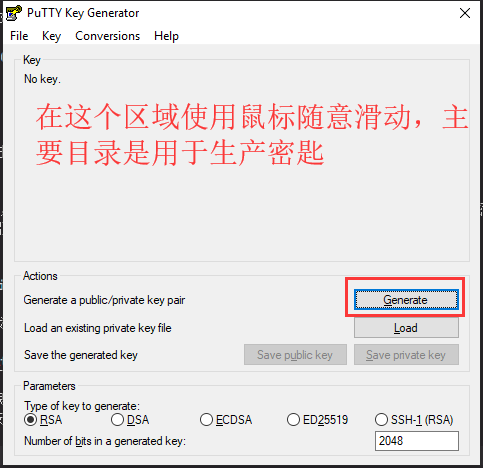 PuTTY Key Generator
File Key Conversions Help
Key
No key.
在这个区域使用鼠标随意滑动，主
要目录是用于生产密匙
Actions
Generate a public/private key pair
Generate
Load an existing private key file
Load
Save the generated key
Save public key
Save private key
Parameters
Type of key to generate:
RSA DSA ECDSA ED25519 SSH-1 (RSA)
Number of bits in a generated key:
2048